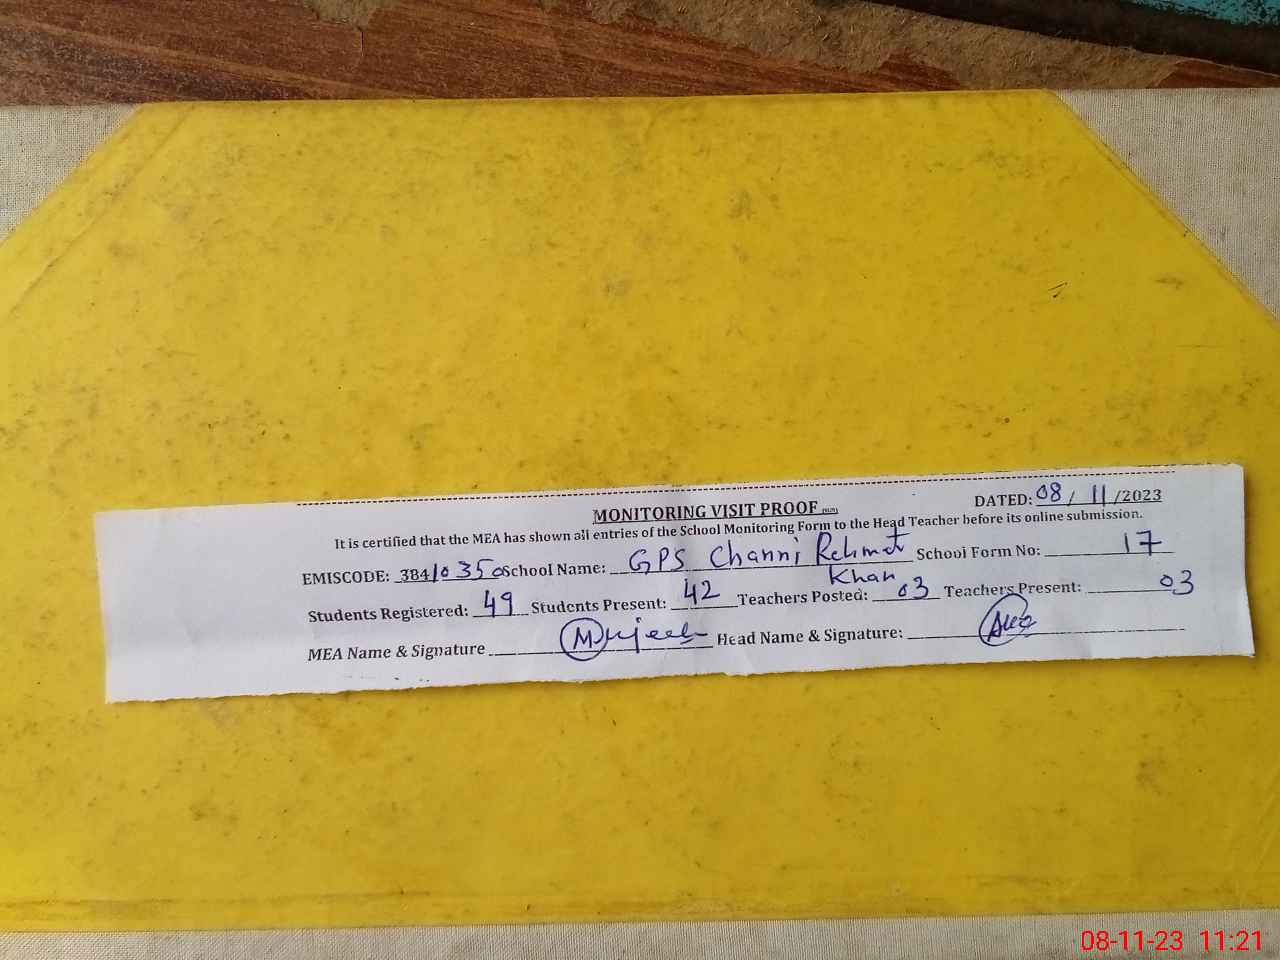 MONITORING VISIT PROOF
DATED: 08 / 11 /2023
It is certified that the MEA has shown all entries of the School Monitoring Form to the Head Teacher before its online submission.
EMISCODE: 38410350 School Name: GPS Channi Rehmat Khan School Form No: 17
Students Registered: 49 Students Present: 42 Teachers Posted: 03 Teachers Present: 03
MEA Name & Signature Mujeeb Head Name & Signature:
08-11-23 11:21